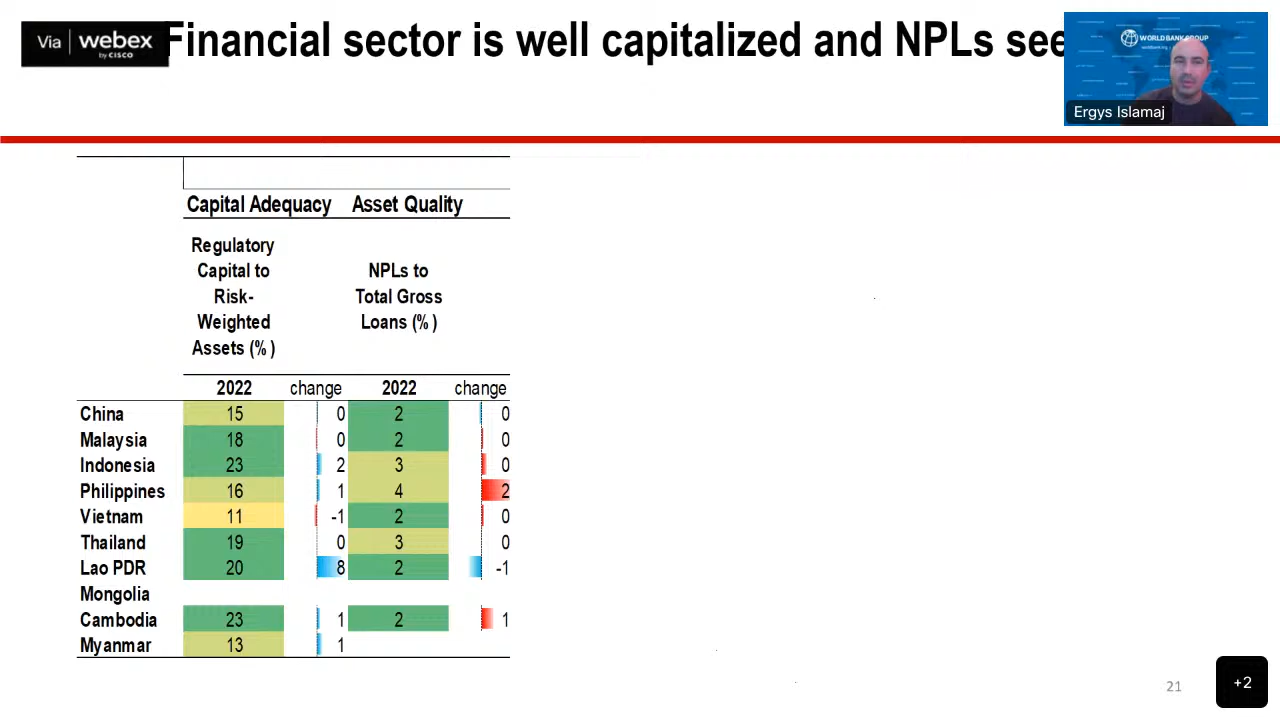 Via webex
by CISCO
Financial sector is well capitalized and NPLs see
WORLD BANK GROUP
Ergys Islamaj
Capital Adequacy Asset Quality
Regulatory
Capital to
Risk-
Weighted
Assets (%)
NPLs to
Total Gross
Loans (%)
2022 change 2022 change
China 15 0 2 0
Malaysia 18 0 2 0
Indonesia 23 2 3 0
Philippines 16 1 4 2
Vietnam 11 -1 2 0
Thailand 19 0 3 0
Lao PDR 20 8 2 -1
Mongolia
Cambodia 23 1 2 1
Myanmar 13 1
21
+2